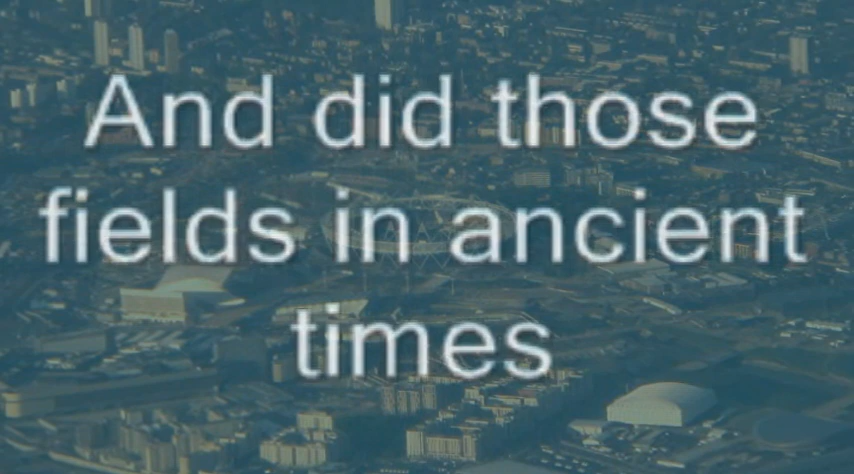 And did those
fields in ancient
times